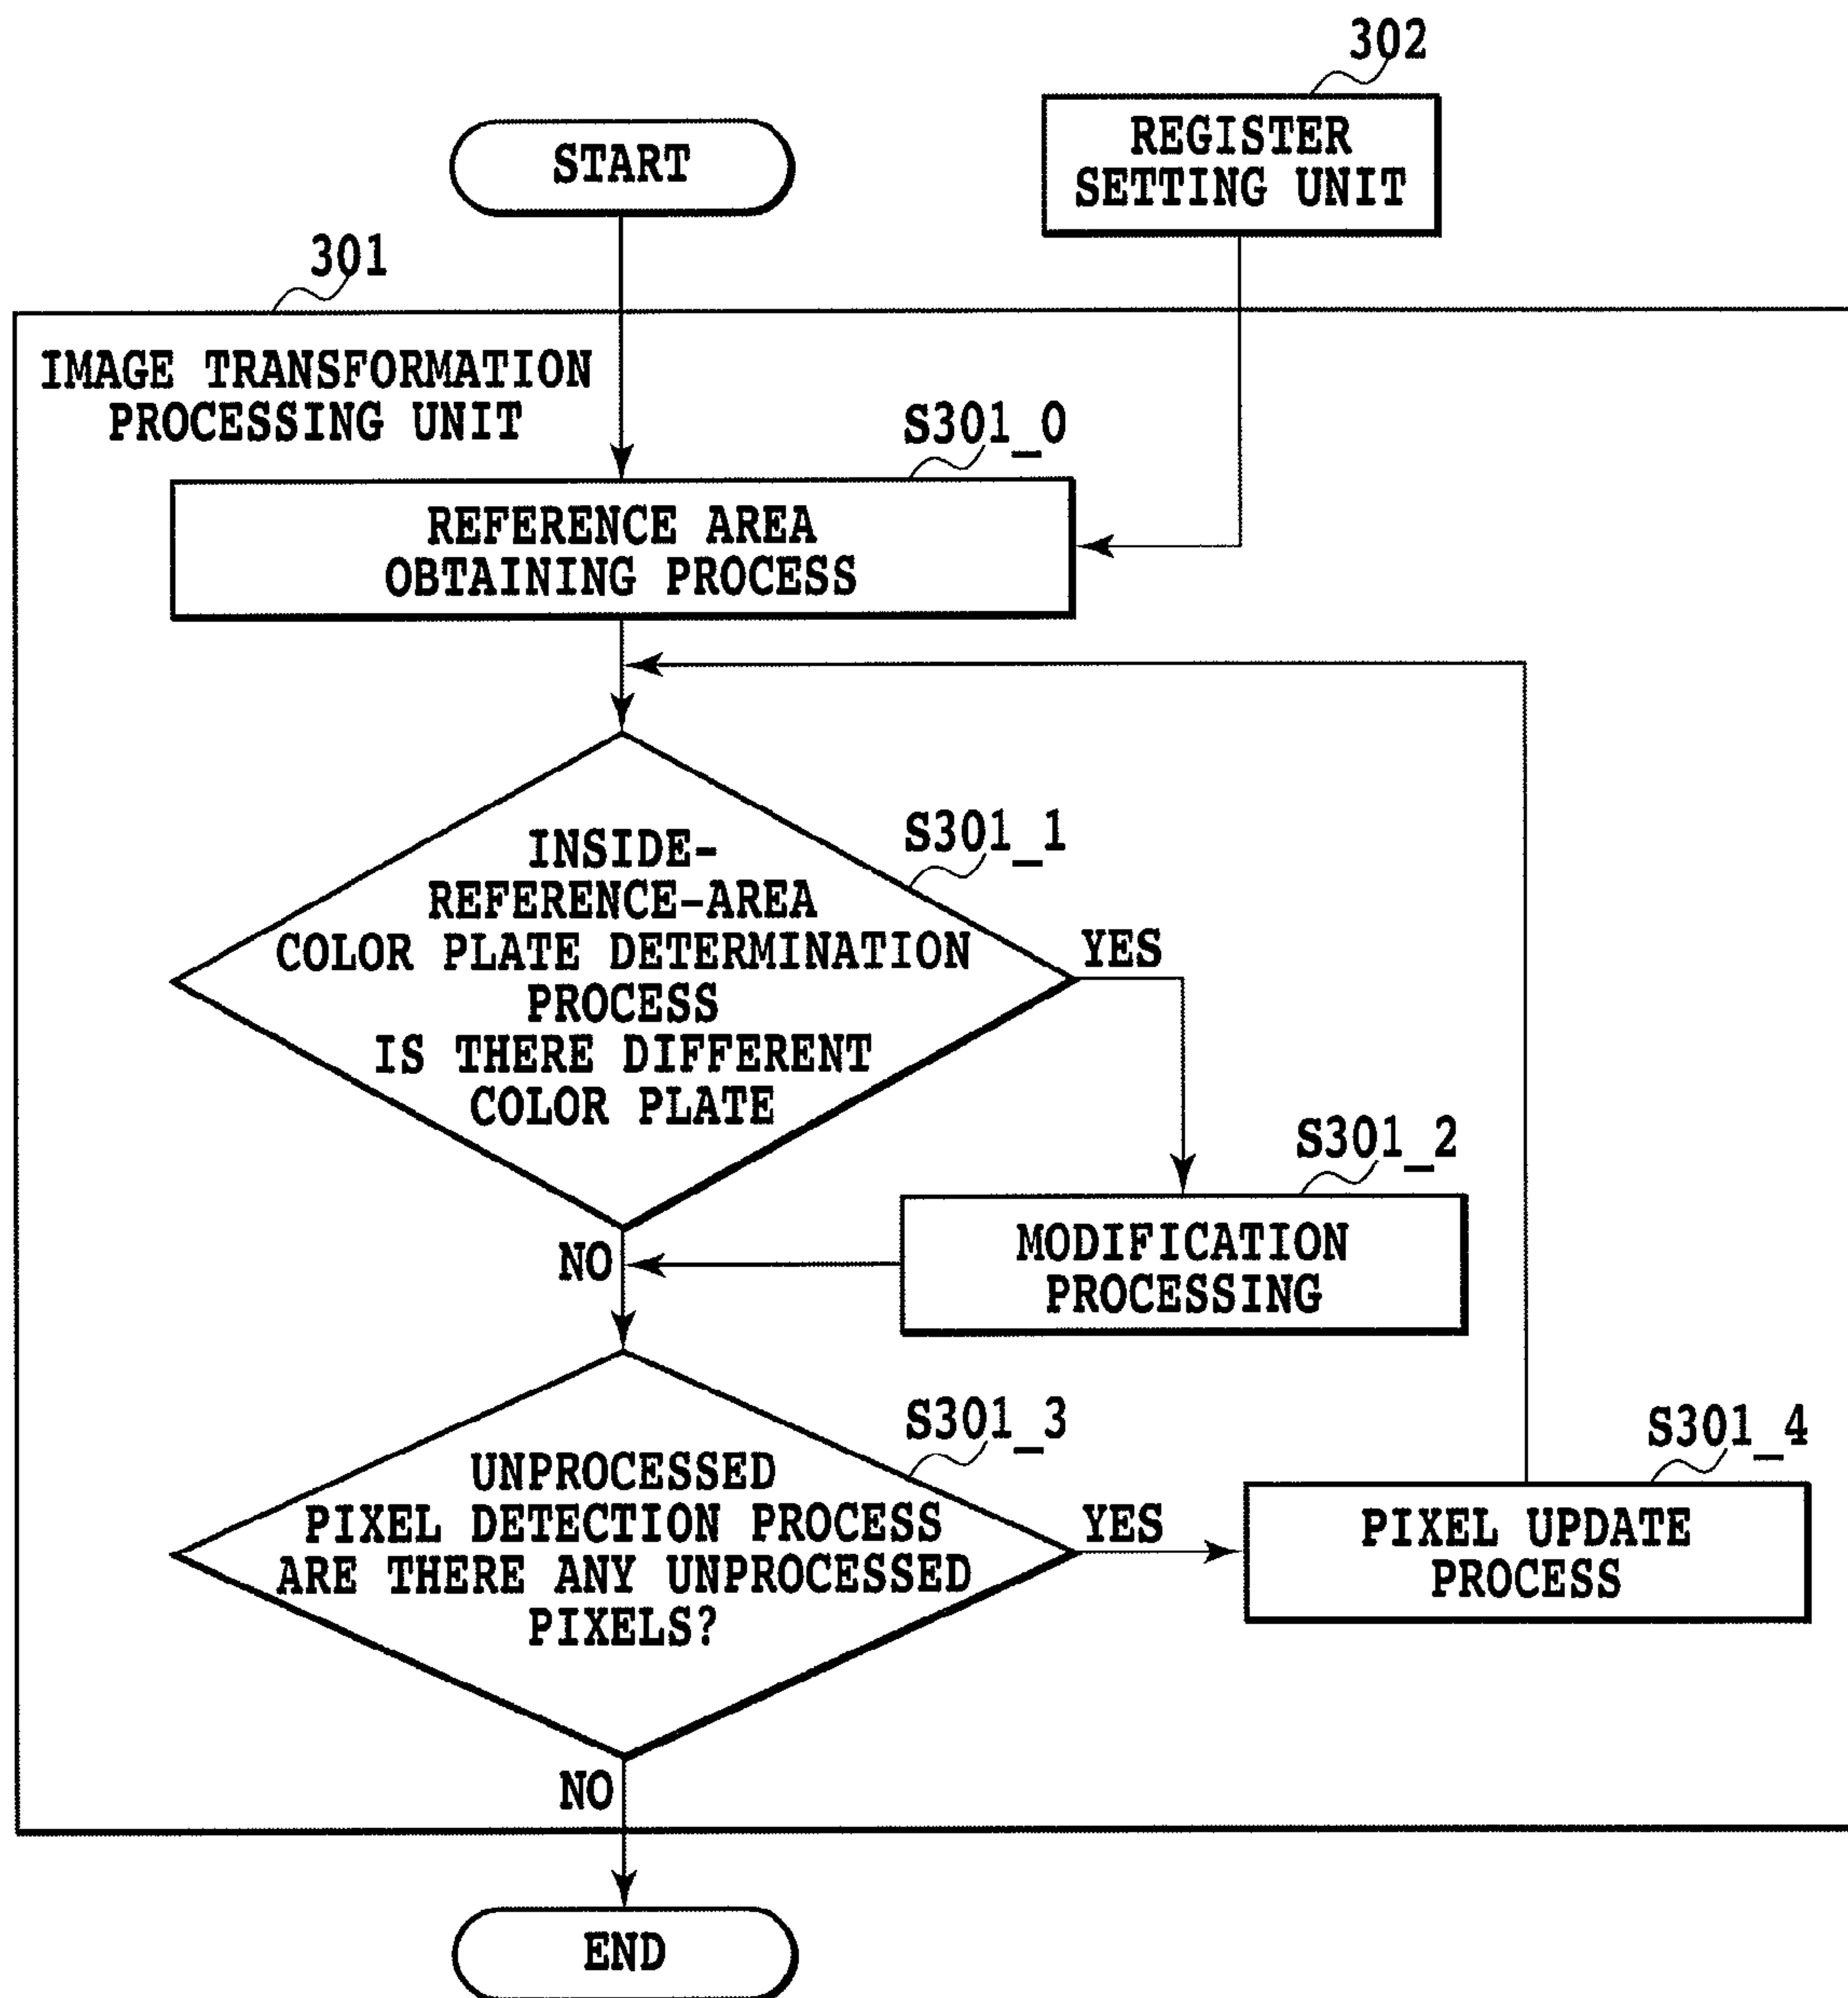 302
REGISTER
SETTING UNIT
START
301
IMAGE TRANSFORMATION
PROCESSING UNIT
S301_0
REFERENCE AREA
OBTAINING PROCESS
S301_1
INSIDE-
REFERENCE-AREA
COLOR PLATE DETERMINATION
PROCESS
IS THERE DIFFERENT
COLOR PLATE
YES
S301_2
MODIFICATION
PROCESSING
NO
S301_3
UNPROCESSED
PIXEL DETECTION PROCESS
ARE THERE ANY UNPROCESSED
PIXELS?
YES
S301_4
PIXEL UPDATE
PROCESS
NO
END